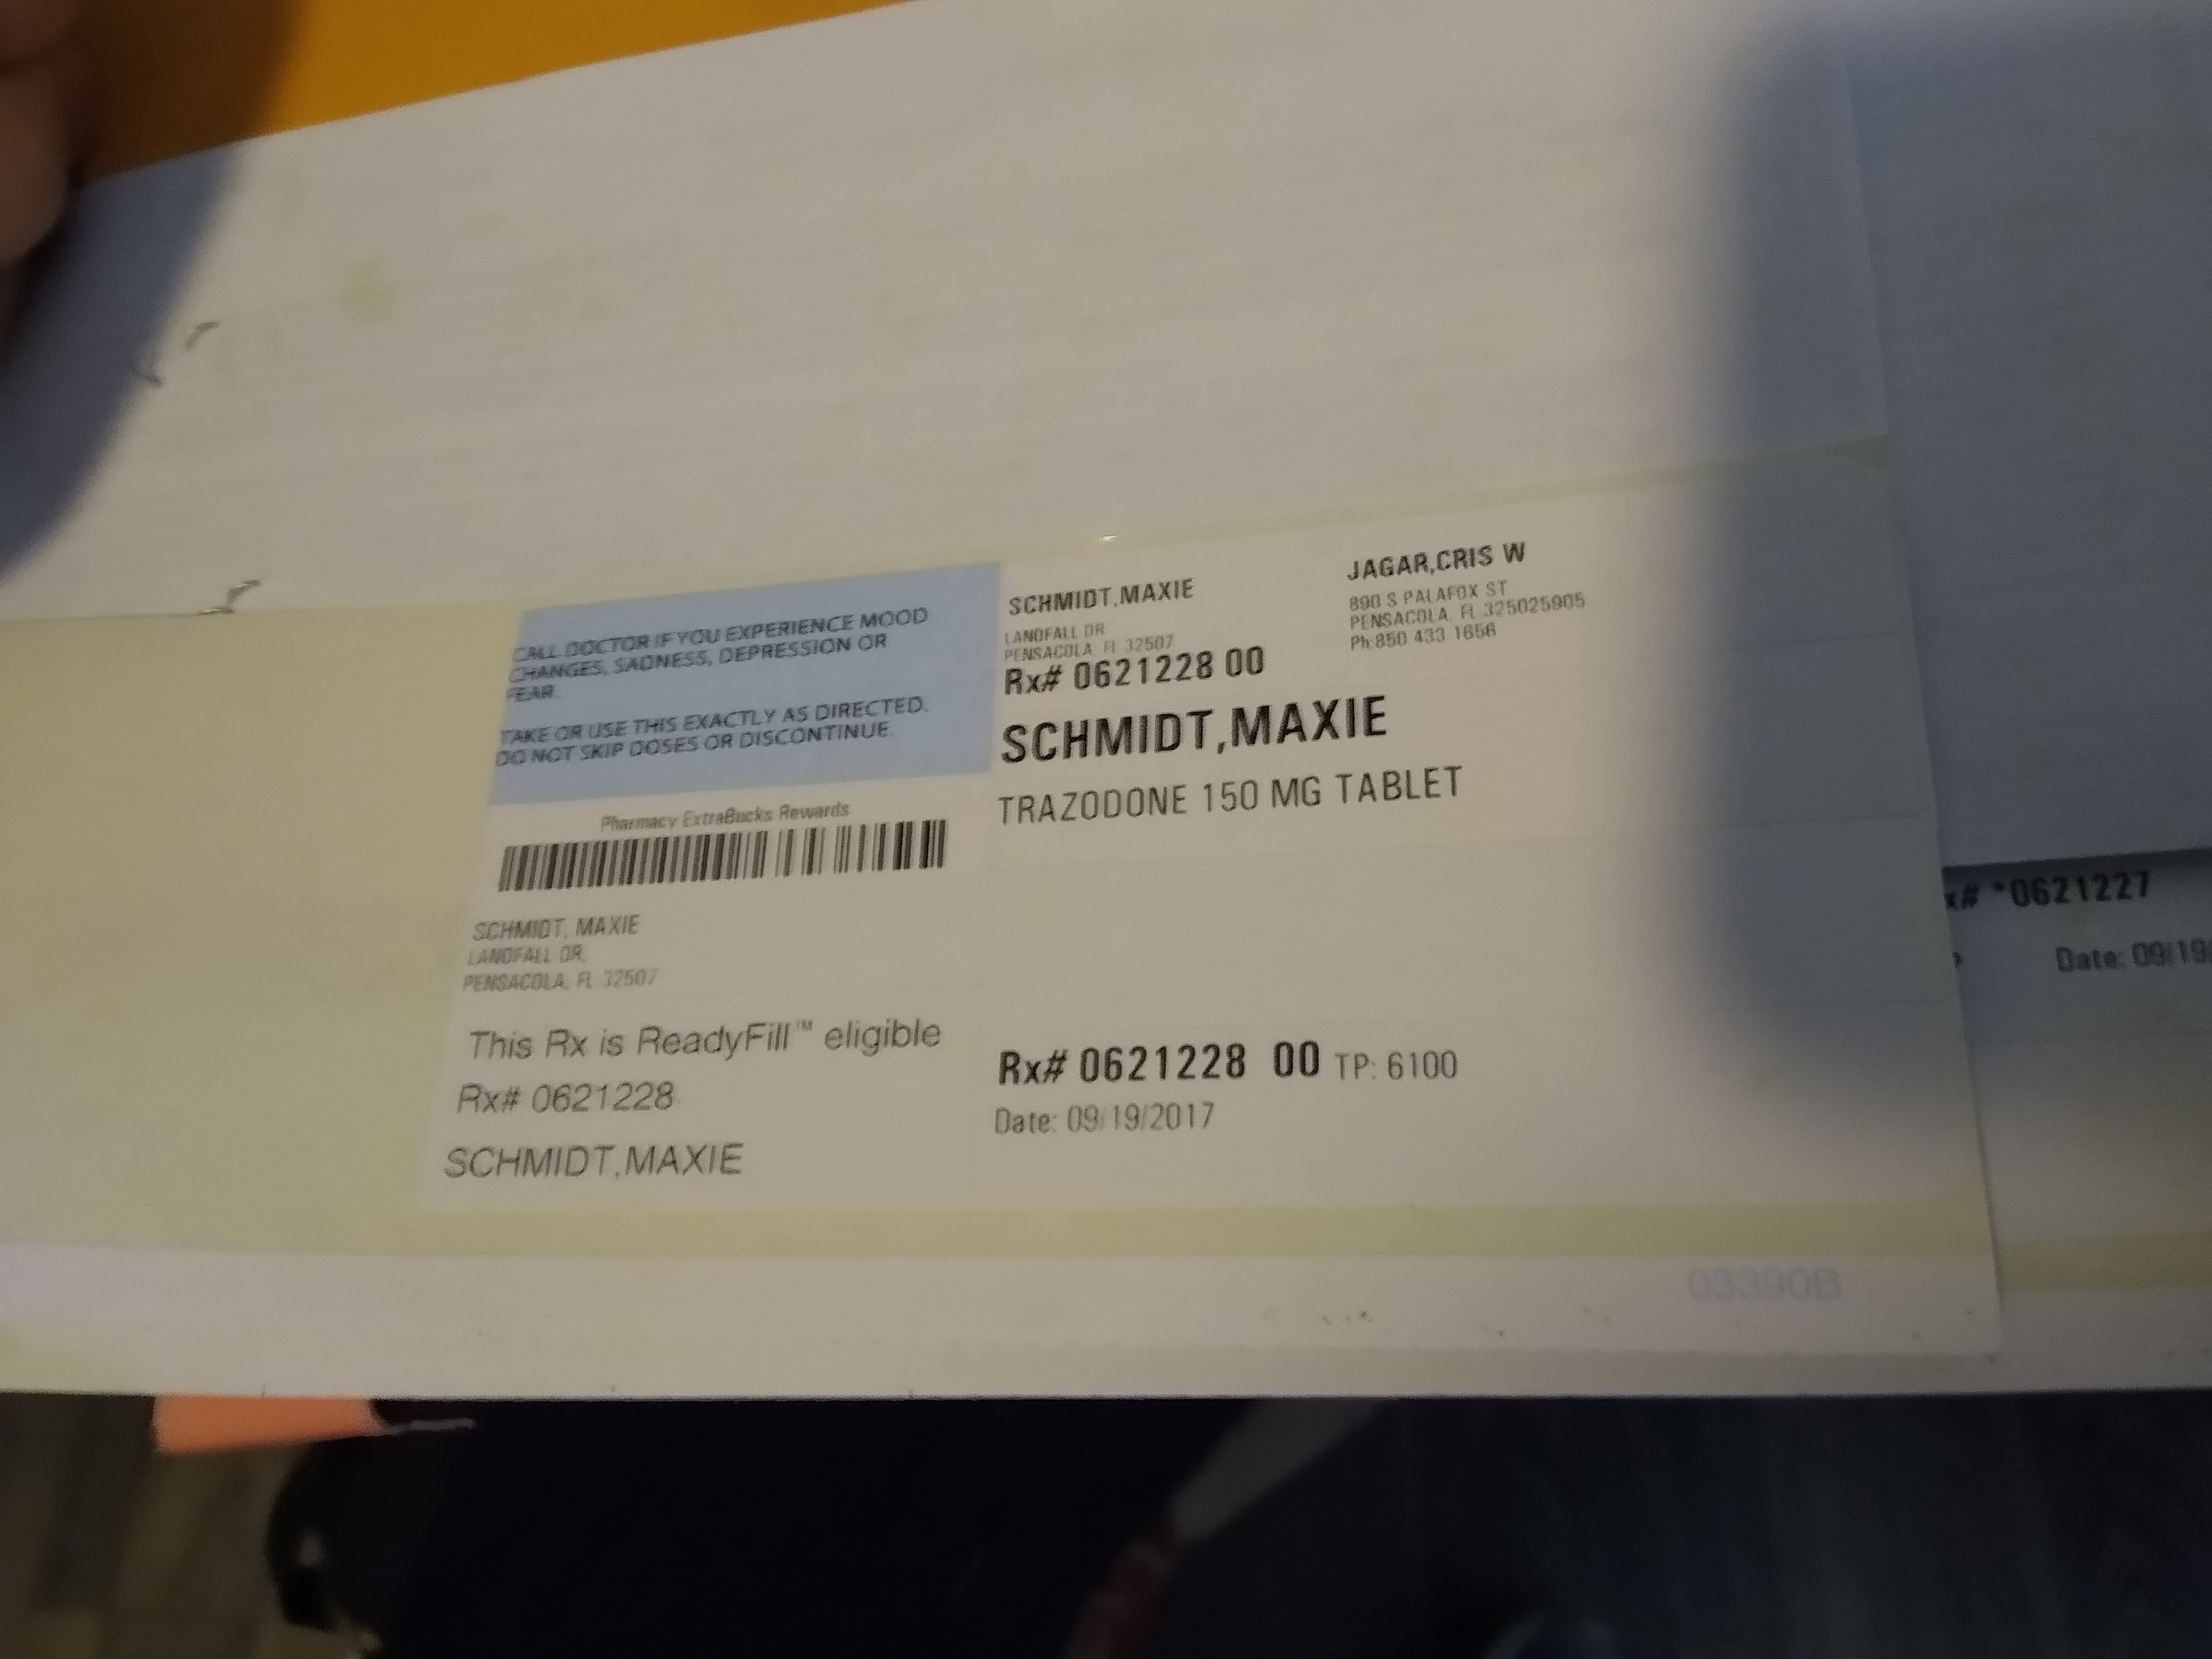 CALL DOCTOR IF YOU EXPERIENCE MOOD
CHANGES, SADNESS, DEPRESSION OR
FEAR.
TAKE OR USE THIS EXACTLY AS DIRECTED.
DO NOT SKIP DOSES OR DISCONTINUE.
Pharmacy ExtraBucks Rewards
SCHMIDT, MAXIE
LANDFALL DR.
PENSACOLA, FL 32507
This Rx is ReadyFill™ eligible
Rx# 0621228
SCHMIDT,MAXIE
SCHMIDT,MAXIE
LANDFALL DR.
PENSACOLA, FL 32507
Rx# 0621228 00
JAGAR,CRIS W
890 S PALAFOX ST
PENSACOLA, FL 325025905
Ph:850 433 1656
SCHMIDT,MAXIE
TRAZODONE 150 MG TABLET
Rx# 0621228 00 TP: 6100
Date: 09/19/2017
03390B
x# *0621227
Date: 09/19/